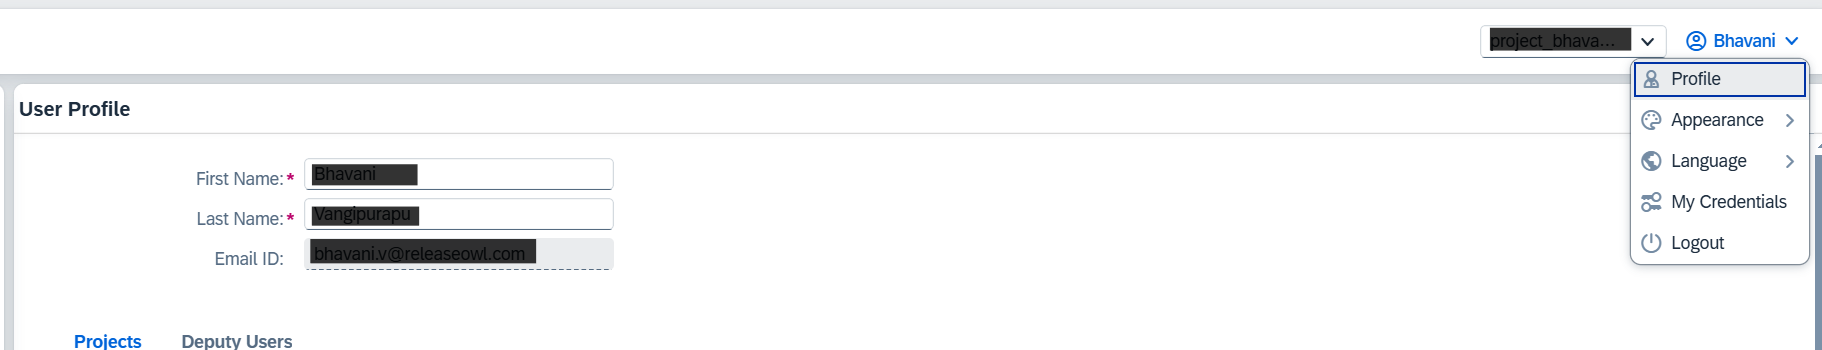 project_bhava...
Bhavani
Profile
Appearance
Language
My Credentials
Logout
User Profile
First Name:* Bhavani
Last Name:* Vangipurapu
Email ID: bhavani.v@releaseowl.com
Projects Deputy Users